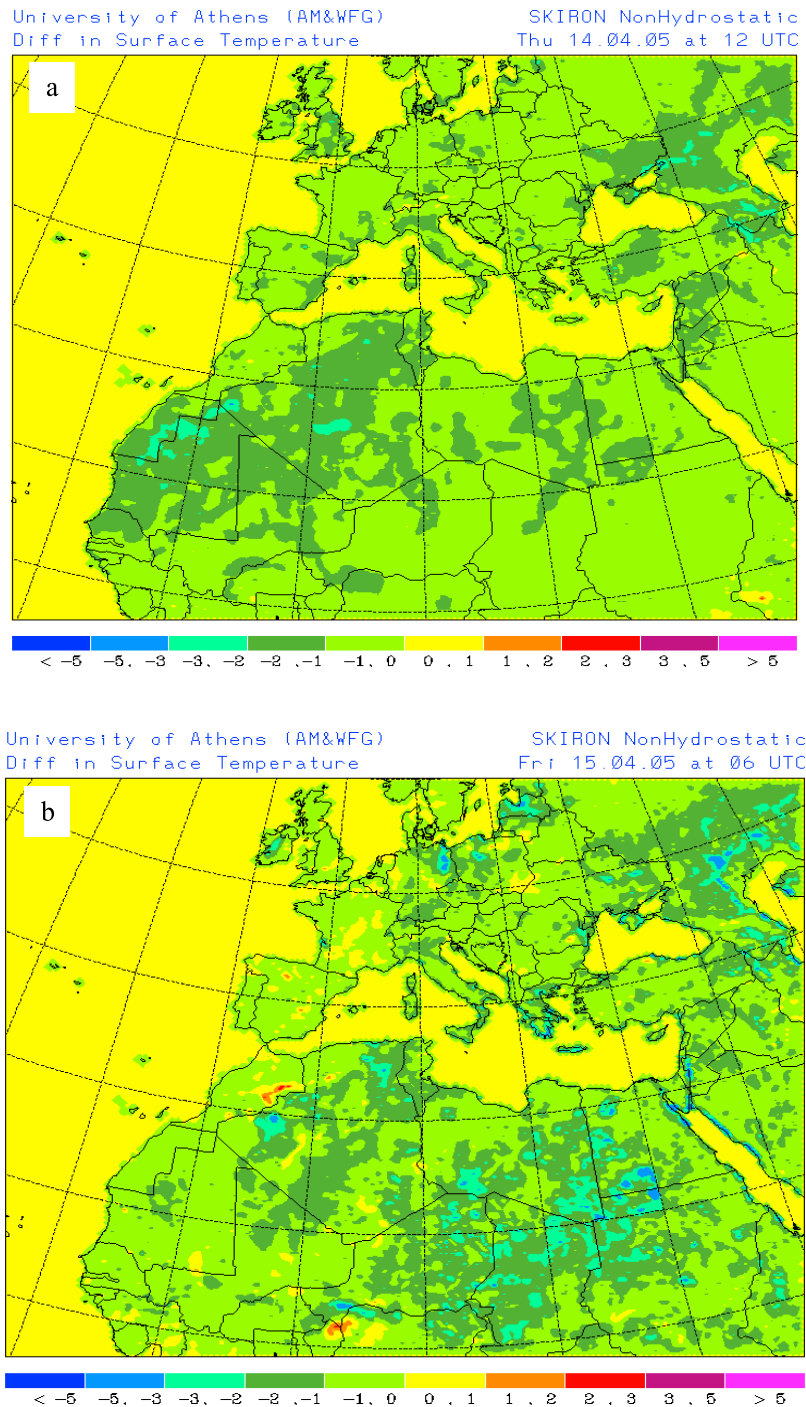 University of Athens (AM&WFG) SKIRON NonHydrostatic
Diff in Surface Temperature Thu 14.04.05 at 12 UTC
a
< -5 -5, -3 -3, -2 -2 ,-1 -1, 0 0 , 1 1 , 2 2 , 3 3 , 5 > 5
University of Athens (AM&WFG) SKIRON NonHydrostatic
Diff in Surface Temperature Fri 15.04.05 at 06 UTC
b
< -5 -5, -3 -3, -2 -2 ,-1 -1, 0 0 , 1 1 , 2 2 , 3 3 , 5 > 5